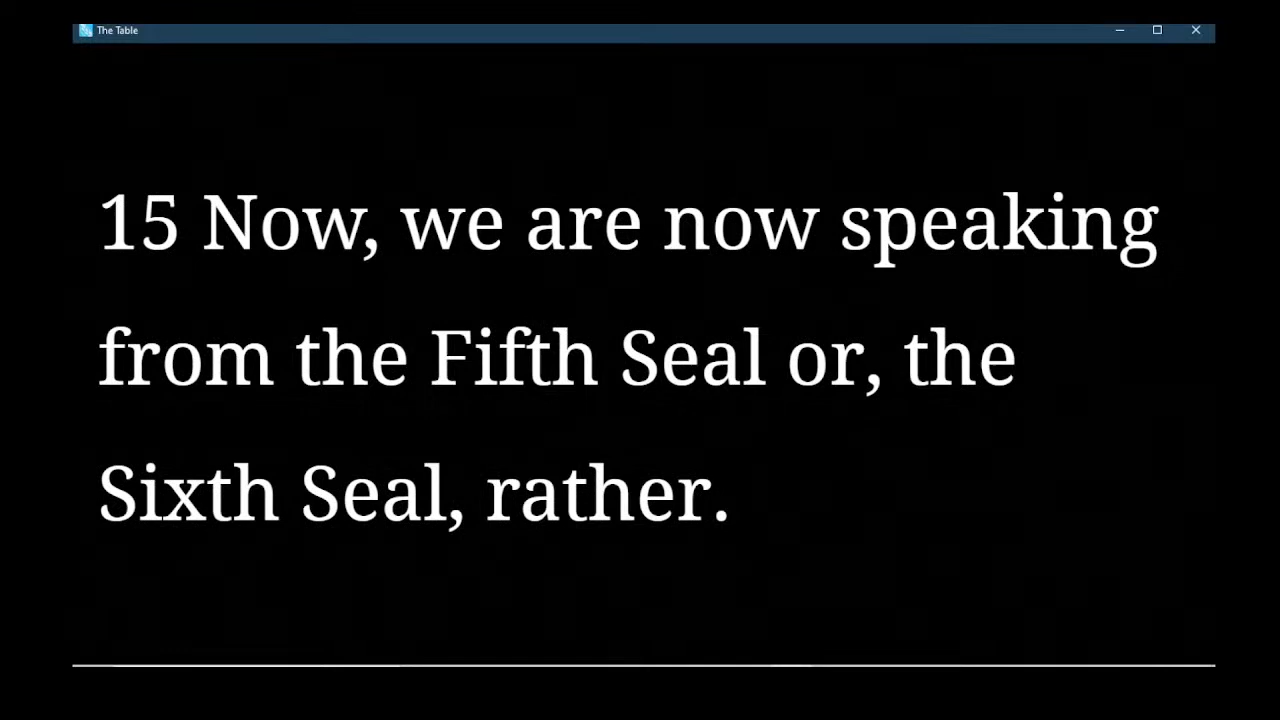 The Table
15 Now, we are now speaking
from the Fifth Seal or, the
Sixth Seal, rather.